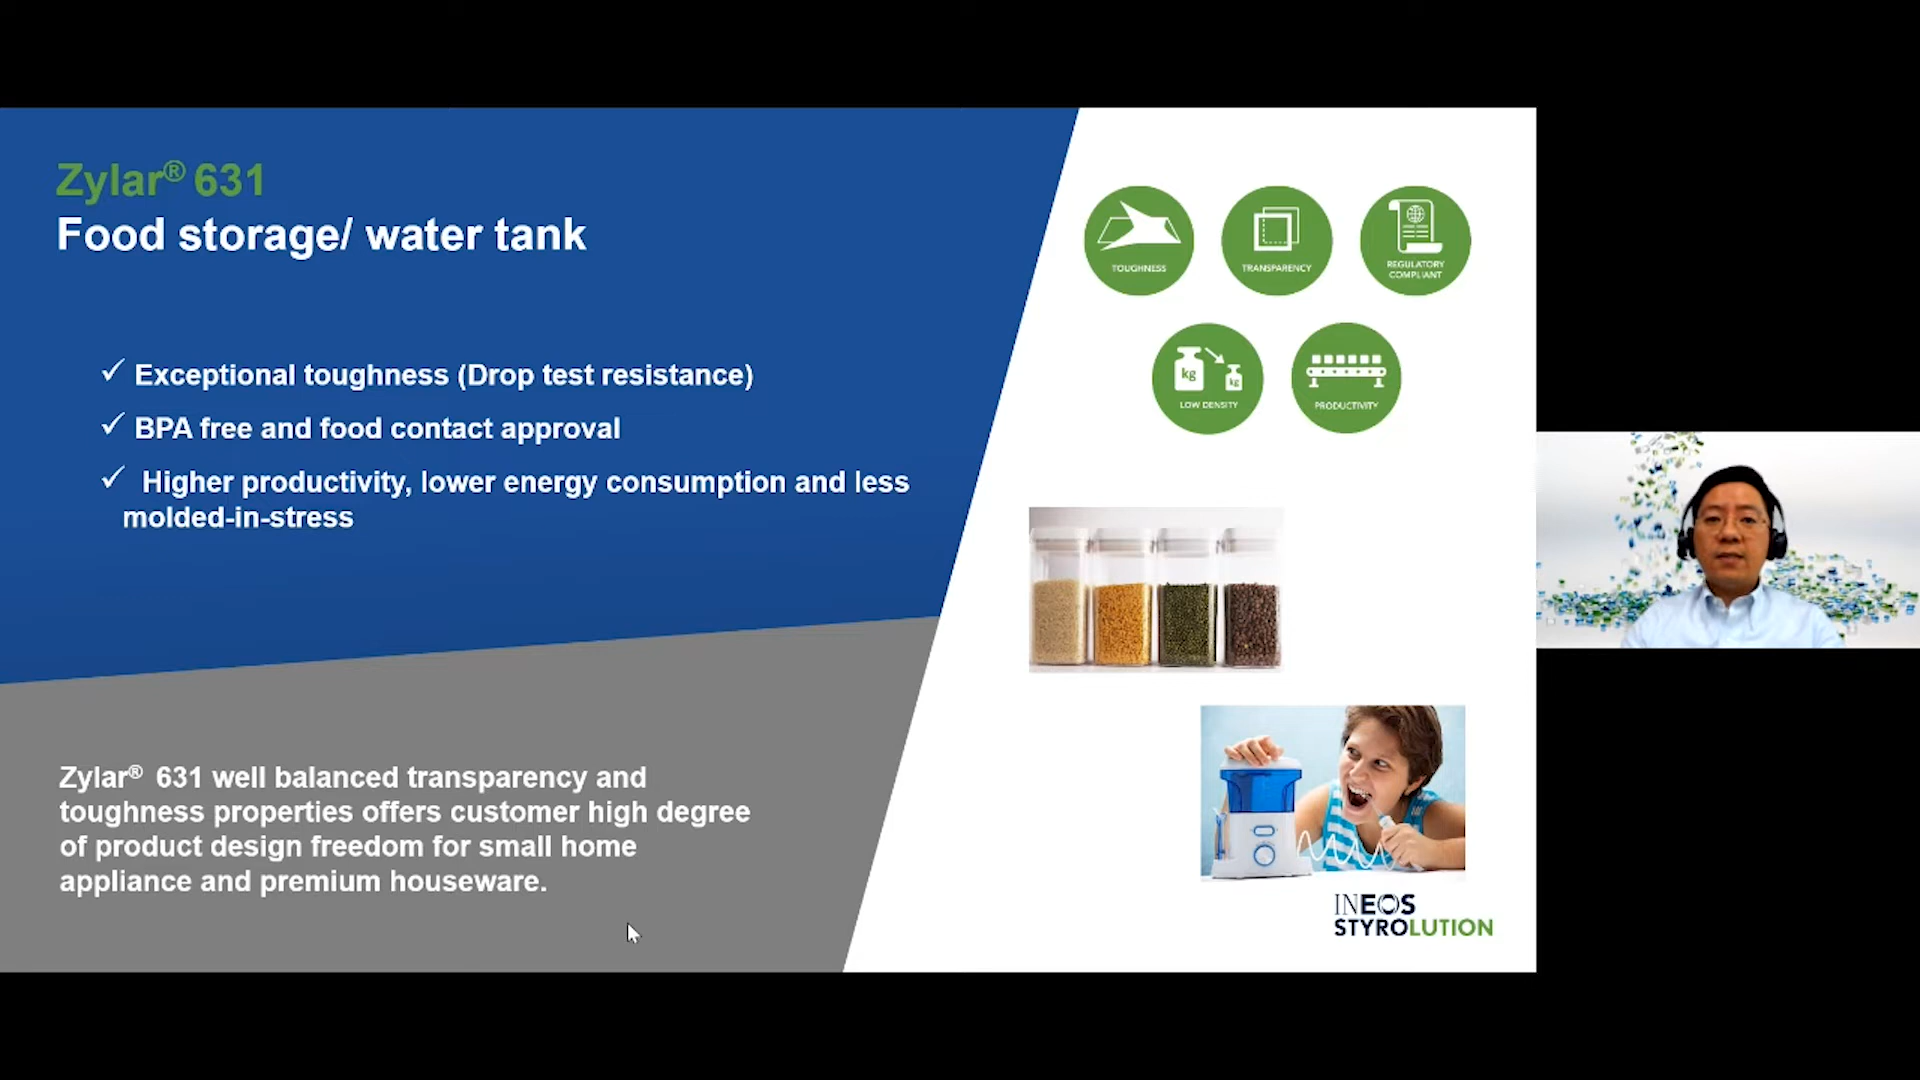 Zylar® 631
Food storage/ water tank
✓ Exceptional toughness (Drop test resistance)
✓ BPA free and food contact approval
✓ Higher productivity, lower energy consumption and less
molded-in-stress
Zylar® 631 well balanced transparency and
toughness properties offers customer high degree
of product design freedom for small home
appliance and premium houseware.
TOUGHNESS
TRANSPARENCY
REGULATORY
COMPLIANT
kg
kg
LOW DENSITY
PRODUCTIVITY
INEOS
STYROLUTION